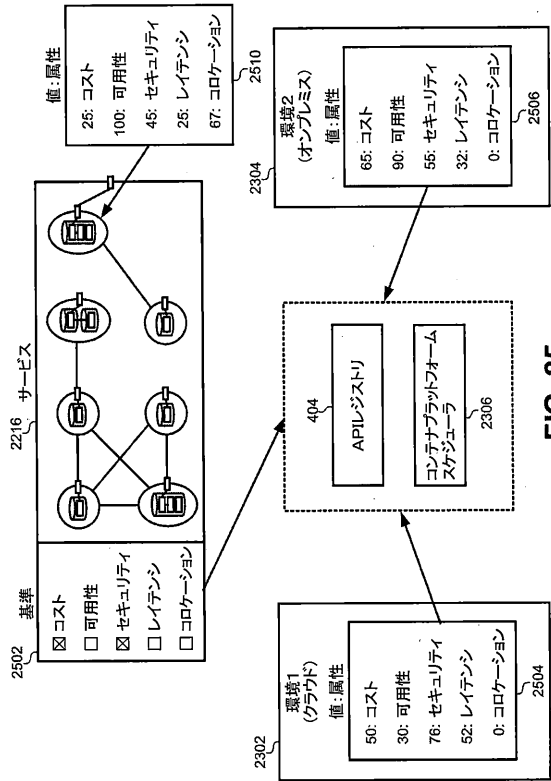 2502
基準
☒ コスト
☐ 可用性
☒ セキュリティ
☐ レイテンシ
☐ コロケーション
2216
サービス
値:属性
25: コスト
100: 可用性
45: セキュリティ
25: レイテンシ
67: コロケーション
2510
2302
環境1
(クラウド)
値:属性
50: コスト
30: 可用性
76: セキュリティ
52: レイテンシ
0: コロケーション
2504
404
APIレジストリ
コンテナプラットフォーム
スケジューラ
2306
2304
環境2
(オンプレミス)
値:属性
65: コスト
90: 可用性
55: セキュリティ
32: レイテンシ
0: コロケーション
2506